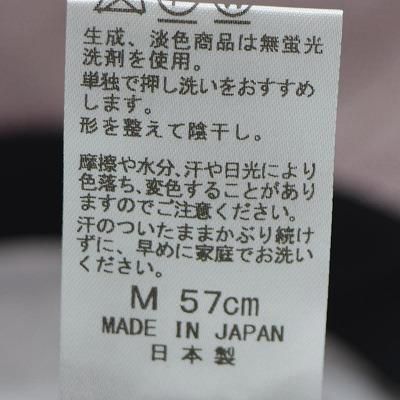 生成、淡色商品は無蛍光
洗剤を使用。
単独で押し洗いをおすすめ
します。
形を整えて陰干し。
摩擦や水分、汗や日光により
色落ち、変色することがあり
ますのでご注意ください。
汗のついたままかぶり続け
ずに、早めに家庭でお洗い
ください。
M 57cm
MADE IN JAPAN
日本製